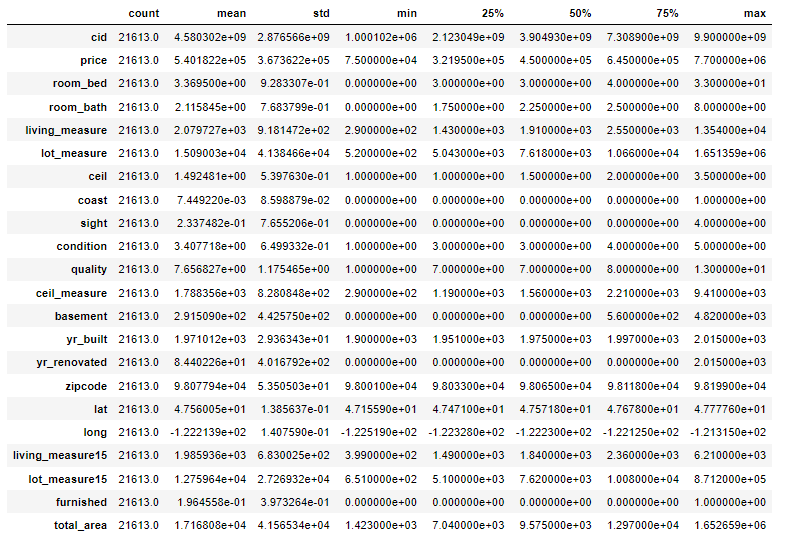 count mean std min 25% 50% 75% max
cid 21613.0 4.580302e+09 2.876566e+09 1.000102e+06 2.123049e+09 3.904930e+09 7.308900e+09 9.900000e+09
price 21613.0 5.401822e+05 3.673622e+05 7.500000e+04 3.219500e+05 4.500000e+05 6.450000e+05 7.700000e+06
room_bed 21613.0 3.369500e+00 9.283307e-01 0.000000e+00 3.000000e+00 3.000000e+00 4.000000e+00 3.300000e+01
room_bath 21613.0 2.115845e+00 7.683799e-01 0.000000e+00 1.750000e+00 2.250000e+00 2.500000e+00 8.000000e+00
living_measure 21613.0 2.079727e+03 9.181472e+02 2.900000e+02 1.430000e+03 1.910000e+03 2.550000e+03 1.354000e+04
lot_measure 21613.0 1.509003e+04 4.138466e+04 5.200000e+02 5.043000e+03 7.618000e+03 1.066000e+04 1.651359e+06
ceil 21613.0 1.492481e+00 5.397630e-01 1.000000e+00 1.000000e+00 1.500000e+00 2.000000e+00 3.500000e+00
coast 21613.0 7.449220e-03 8.598879e-02 0.000000e+00 0.000000e+00 0.000000e+00 0.000000e+00 1.000000e+00
sight 21613.0 2.337482e-01 7.655206e-01 0.000000e+00 0.000000e+00 0.000000e+00 0.000000e+00 4.000000e+00
condition 21613.0 3.407718e+00 6.499332e-01 1.000000e+00 3.000000e+00 3.000000e+00 4.000000e+00 5.000000e+00
quality 21613.0 7.656827e+00 1.175465e+00 1.000000e+00 7.000000e+00 7.000000e+00 8.000000e+00 1.300000e+01
ceil_measure 21613.0 1.788356e+03 8.280848e+02 2.900000e+02 1.190000e+03 1.560000e+03 2.210000e+03 9.410000e+03
basement 21613.0 2.915090e+02 4.425750e+02 0.000000e+00 0.000000e+00 0.000000e+00 5.600000e+02 4.820000e+03
yr_built 21613.0 1.971012e+03 2.936343e+01 1.900000e+03 1.951000e+03 1.975000e+03 1.997000e+03 2.015000e+03
yr_renovated 21613.0 8.440226e+01 4.016792e+02 0.000000e+00 0.000000e+00 0.000000e+00 0.000000e+00 2.015000e+03
zipcode 21613.0 9.807794e+04 5.350503e+01 9.800100e+04 9.803300e+04 9.806500e+04 9.811800e+04 9.819900e+04
lat 21613.0 4.756005e+01 1.385637e-01 4.715590e+01 4.747100e+01 4.757180e+01 4.767800e+01 4.777760e+01
long 21613.0 -1.222139e+02 1.407590e-01 -1.225190e+02 -1.223280e+02 -1.222300e+02 -1.221250e+02 -1.213150e+02
living_measure15 21613.0 1.985936e+03 6.830025e+02 3.990000e+02 1.490000e+03 1.840000e+03 2.360000e+03 6.210000e+03
lot_measure15 21613.0 1.275964e+04 2.726932e+04 6.510000e+02 5.100000e+03 7.620000e+03 1.008000e+04 8.712000e+05
furnished 21613.0 1.964558e-01 3.973264e-01 0.000000e+00 0.000000e+00 0.000000e+00 0.000000e+00 1.000000e+00
total_area 21613.0 1.716808e+04 4.156534e+04 1.423000e+03 7.040000e+03 9.575000e+03 1.297000e+04 1.652659e+06